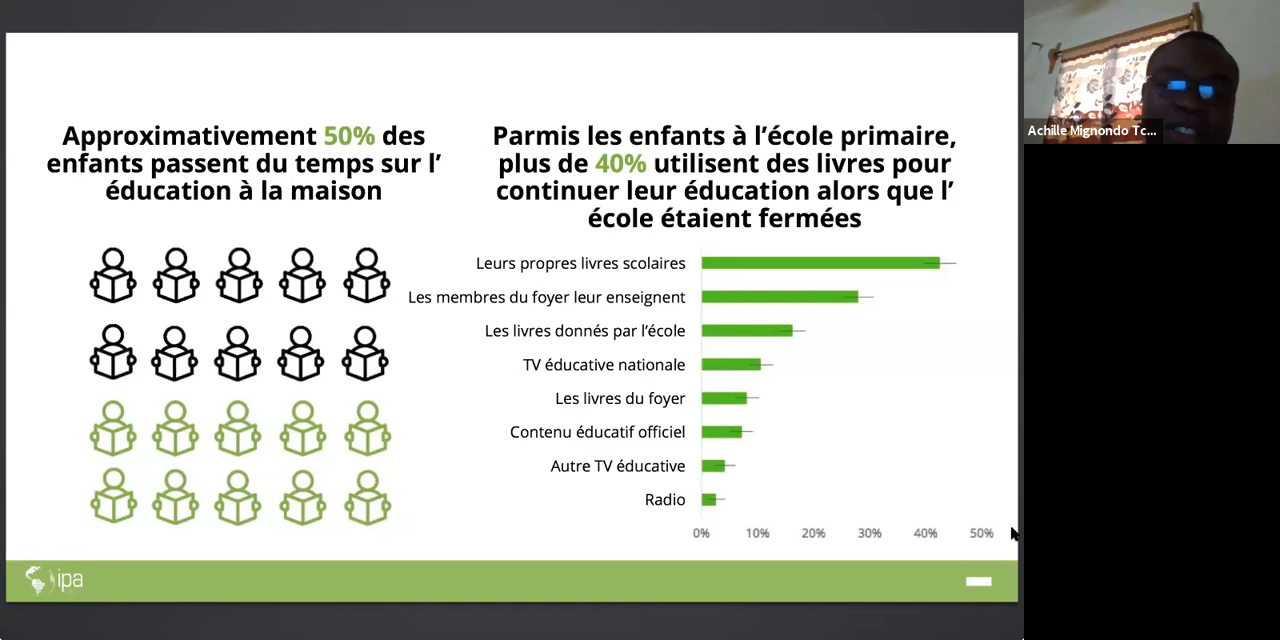 Approximativement 50% des
enfants passent du temps sur l’
éducation à la maison
Parmis les enfants à l’école primaire,
plus de 40% utilisent des livres pour
continuer leur éducation alors que l’
école étaient fermées
Leurs propres livres scolaires
Les membres du foyer leur enseignent
Les livres donnés par l’école
TV éducative nationale
Les livres du foyer
Contenu éducatif officiel
Autre TV éducative
Radio
0% 10% 20% 30% 40% 50%
ipa
Achille Mignondo Tc...